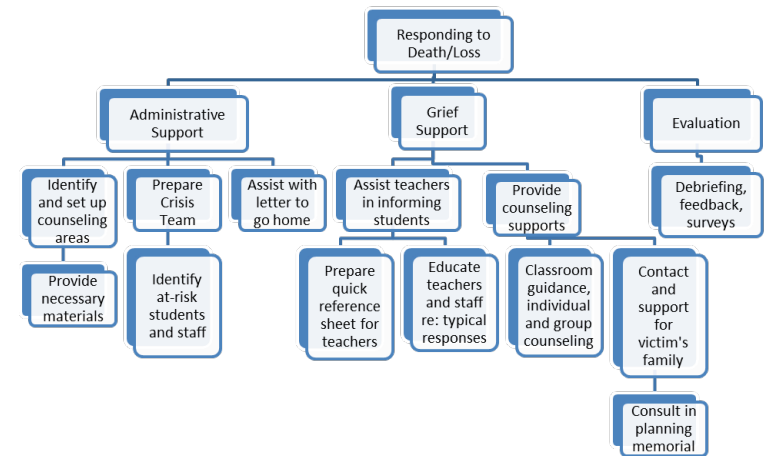 Responding to
Death/Loss
Administrative
Support
Grief
Support
Evaluation
Identify
and set up
counseling
areas
Prepare
Crisis
Team
Assist with
letter to
go home
Assist teachers
in informing
students
Provide
counseling
supports
Debriefing,
feedback,
surveys
Provide
necessary
materials
Identify
at-risk
students
and staff
Prepare
quick
reference
sheet for
teachers
Educate
teachers
and staff
re: typical
responses
Classroom
guidance,
individual
and group
counseling
Contact
and
support
for
victim's
family
Consult in
planning
memorial